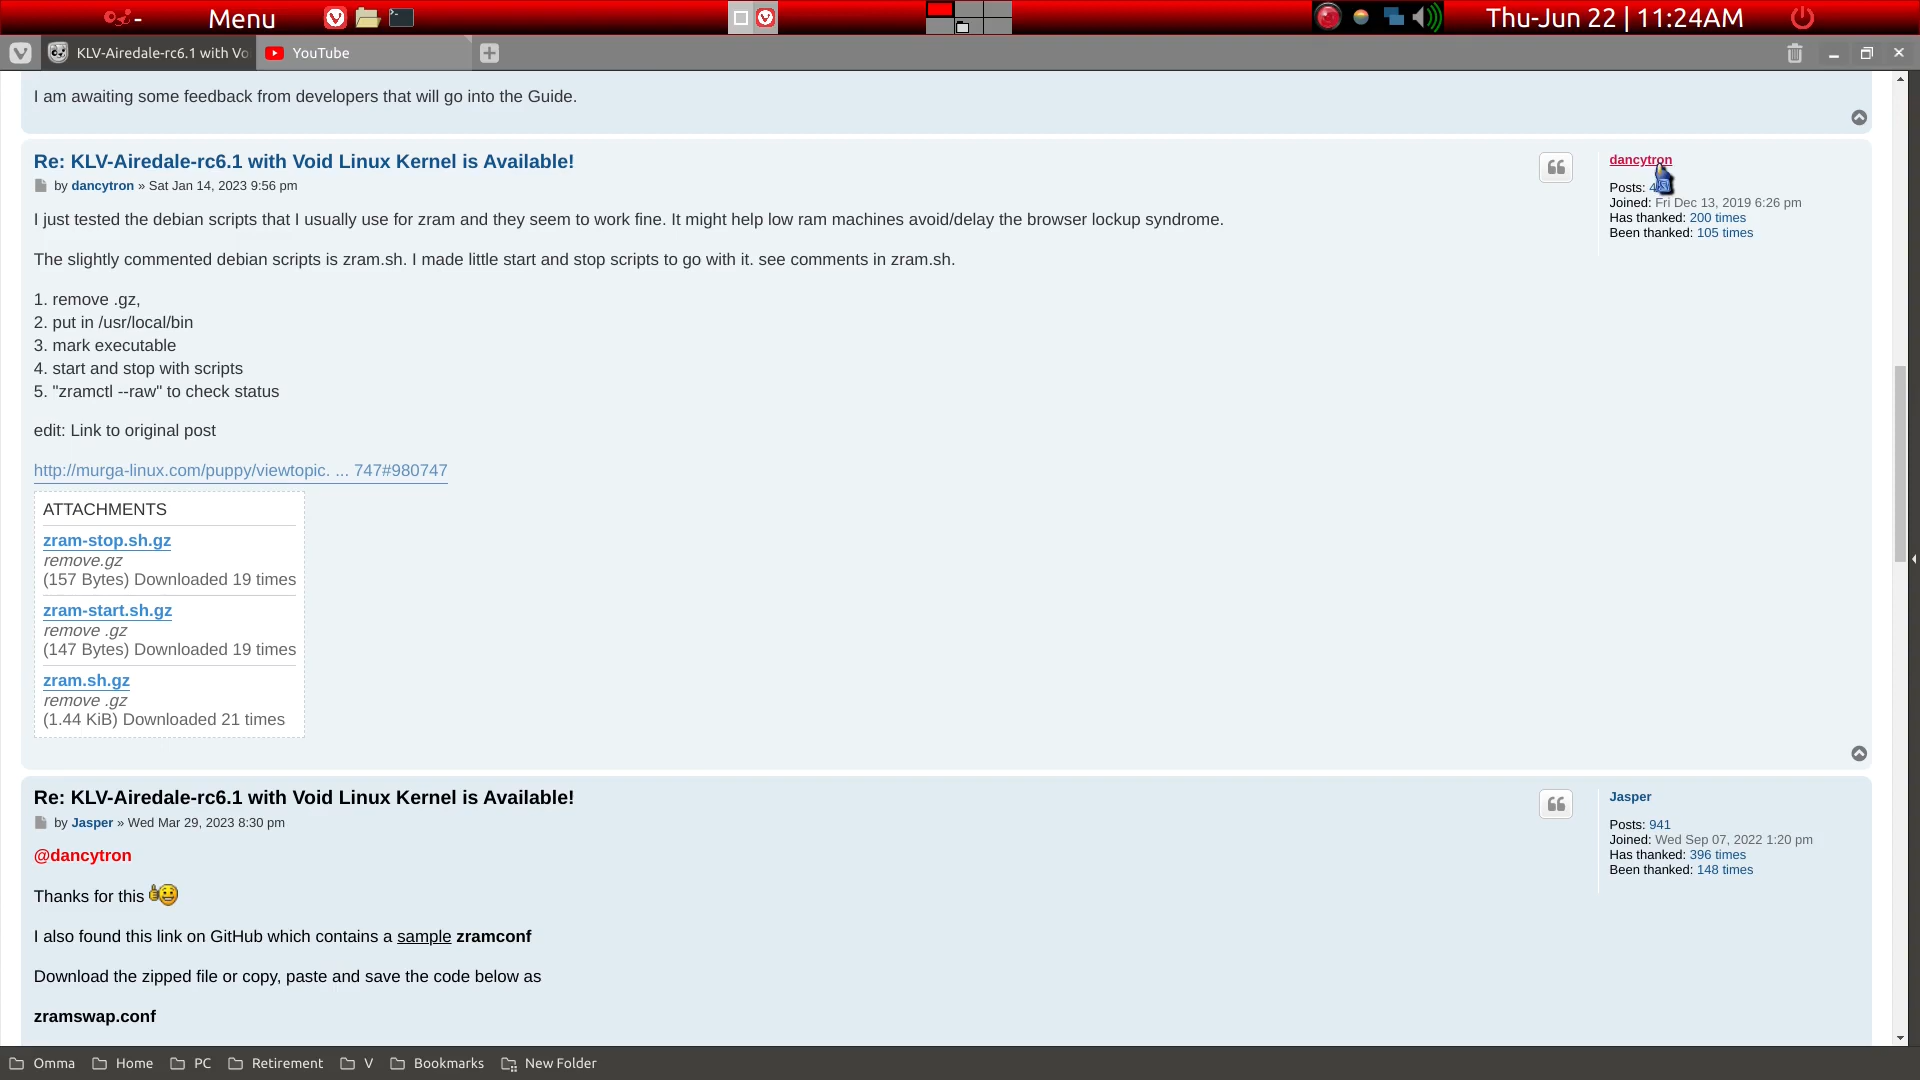 Menu
Thu-Jun 22 | 11:24AM
KLV-Airedale-rc6.1 with Vo
YouTube
I am awaiting some feedback from developers that will go into the Guide.
Re: KLV-Airedale-rc6.1 with Void Linux Kernel is Available!
by dancytron » Sat Jan 14, 2023 9:56 pm
I just tested the debian scripts that I usually use for zram and they seem to work fine. It might help low ram machines avoid/delay the browser lockup syndrome.
The slightly commented debian scripts is zram.sh. I made little start and stop scripts to go with it. see comments in zram.sh.
1. remove .gz,
2. put in /usr/local/bin
3. mark executable
4. start and stop with scripts
5. "zramctl --raw" to check status
edit: Link to original post
http://murga-linux.com/puppy/viewtopic. ... 747#980747
ATTACHMENTS
zram-stop.sh.gz
remove.gz
(157 Bytes) Downloaded 19 times
zram-start.sh.gz
remove .gz
(147 Bytes) Downloaded 19 times
zram.sh.gz
remove .gz
(1.44 KiB) Downloaded 21 times
dancytron
Posts:
Joined: Fri Dec 13, 2019 6:26 pm
Has thanked: 200 times
Been thanked: 105 times
Re: KLV-Airedale-rc6.1 with Void Linux Kernel is Available!
by Jasper » Wed Mar 29, 2023 8:30 pm
@dancytron
Thanks for this
I also found this link on GitHub which contains a sample zramconf
Download the zipped file or copy, paste and save the code below as
zramswap.conf
Jasper
Posts: 941
Joined: Wed Sep 07, 2022 1:20 pm
Has thanked: 396 times
Been thanked: 148 times
Omma
Home
PC
Retirement
V
Bookmarks
New Folder